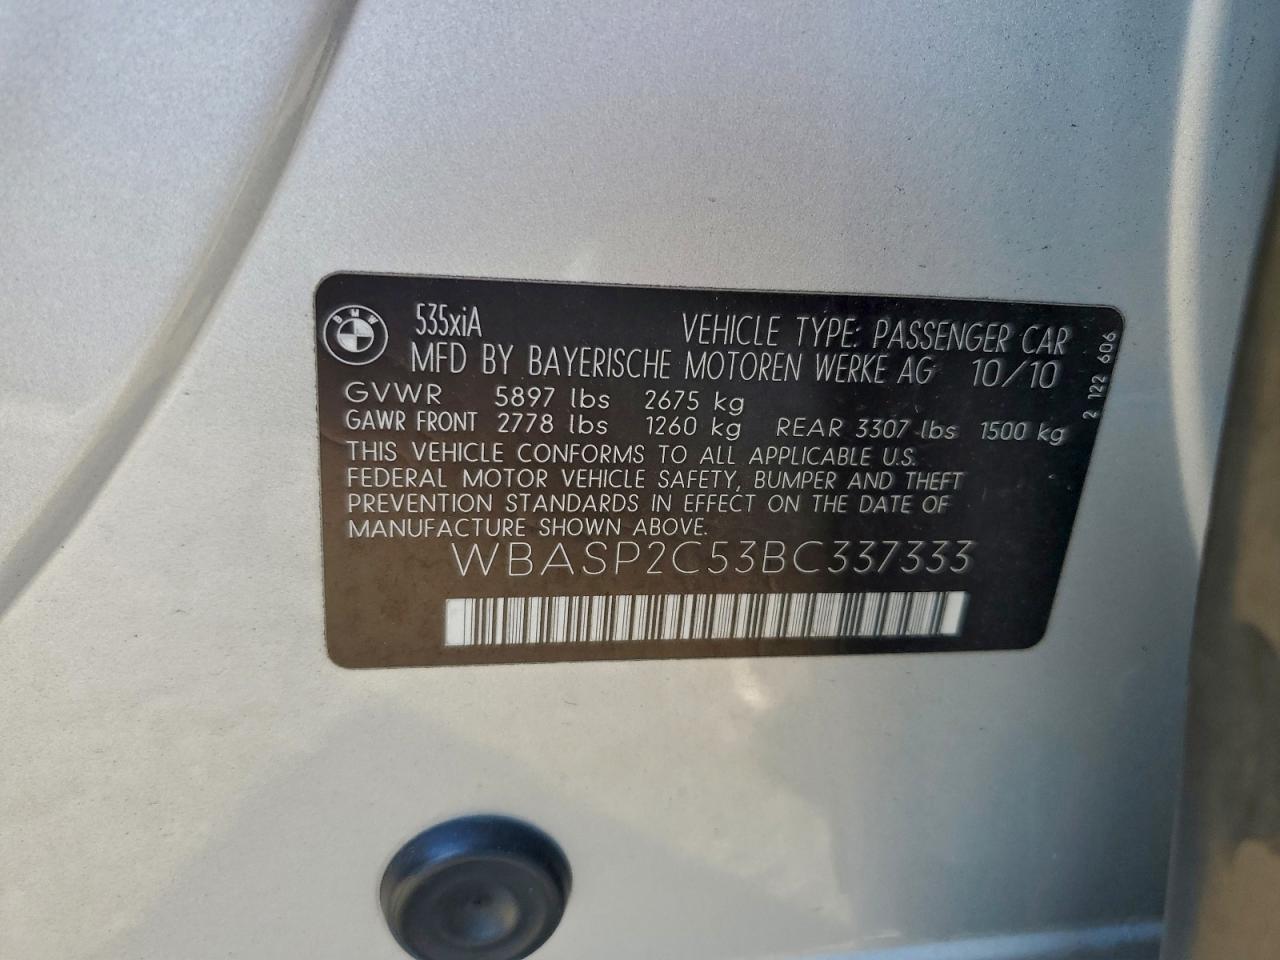 BMW
535xiA
VEHICLE TYPE: PASSENGER CAR
MFD BY BAYERISCHE MOTOREN WERKE AG 10/10
GVWR 5897 lbs 2675 kg
GAWR FRONT 2778 lbs 1260 kg REAR 3307 lbs 1500 kg
THIS VEHICLE CONFORMS TO ALL APPLICABLE U.S.
FEDERAL MOTOR VEHICLE SAFETY, BUMPER AND THEFT
PREVENTION STANDARDS IN EFFECT ON THE DATE OF
MANUFACTURE SHOWN ABOVE.
WBASP2C53BC337333
2 122 606